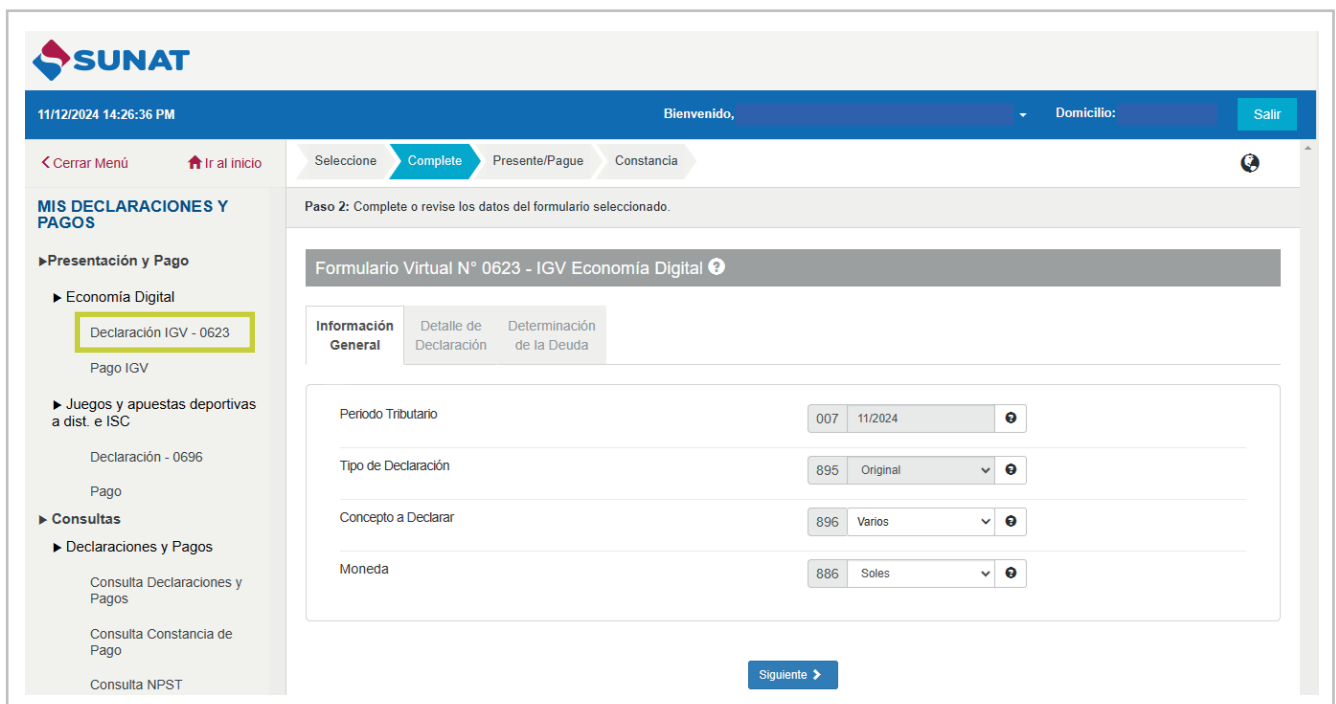 SUNAT
11/12/2024 14:26:36 PM
Bienvenido,
Domicilio:
Salir
Cerrar Menú
Ir al inicio
Seleccione
Complete
Presente/Pague
Constancia
MIS DECLARACIONES Y
PAGOS
Paso 2: Complete o revise los datos del formulario seleccionado.
Presentación y Pago
Economía Digital
Declaración IGV - 0623
Pago IGV
Juegos y apuestas deportivas
a dist. e ISC
Declaración - 0696
Pago
Consultas
Declaraciones y Pagos
Consulta Declaraciones y
Pagos
Consulta Constancia de
Pago
Consulta NPST
Formulario Virtual N° 0623 - IGV Economía Digital ?
Información
General
Detalle de
Declaración
Determinación
de la Deuda
Periodo Tributario
007 11/2024 ?
Tipo de Declaración
895 Original ?
Concepto a Declarar
896 Varios ?
Moneda
886 Soles ?
Siguiente